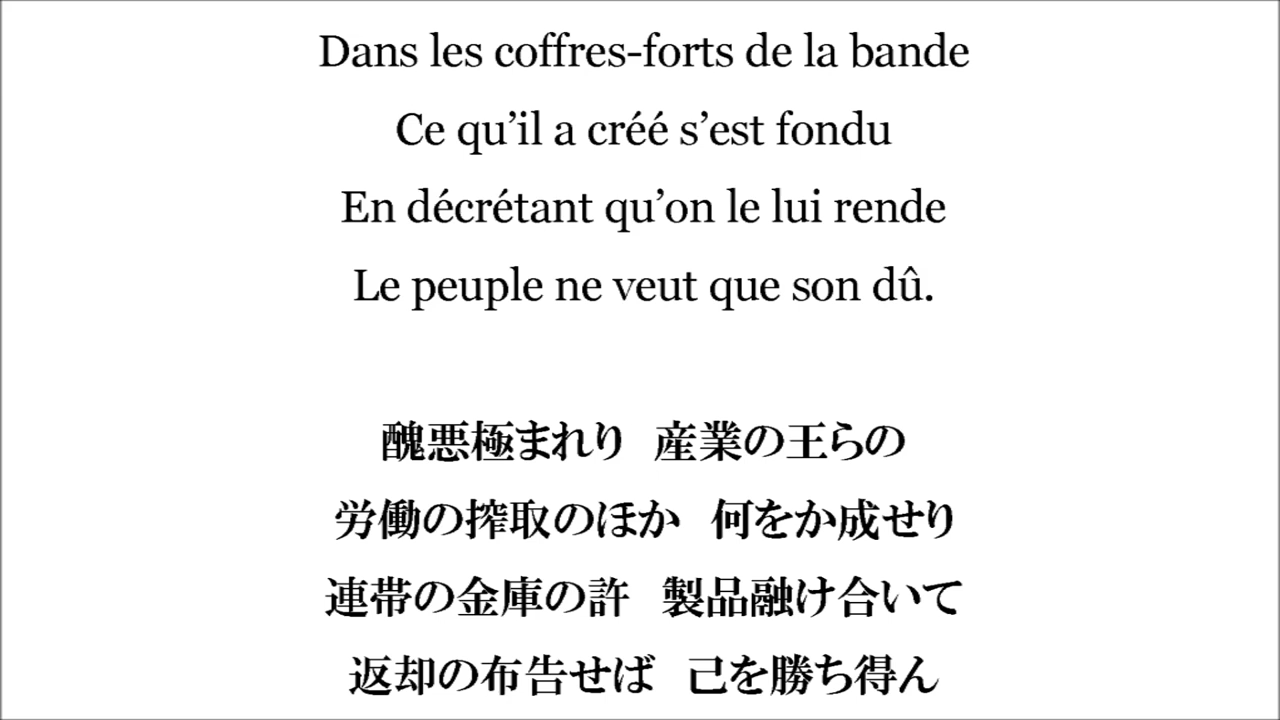 Dans les coffres-forts de la bande
Ce qu’il a créé s’est fondu
En décrétant qu’on le lui rende
Le peuple ne veut que son dû.
醜悪極まれり　産業の王らの
労働の搾取のほか　何をか成せり
連帯の金庫の許　製品融け合いて
返却の布告せば　己を勝ち得ん